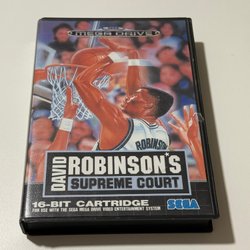 MEGA DRIVE
ROBINSON
DAVID
ROBINSON'S
SUPREME COURT
16-BIT CARTRIDGE
FOR USE WITH THE SEGA MEGA DRIVE VIDEO ENTERTAINMENT SYSTEM
SEGA